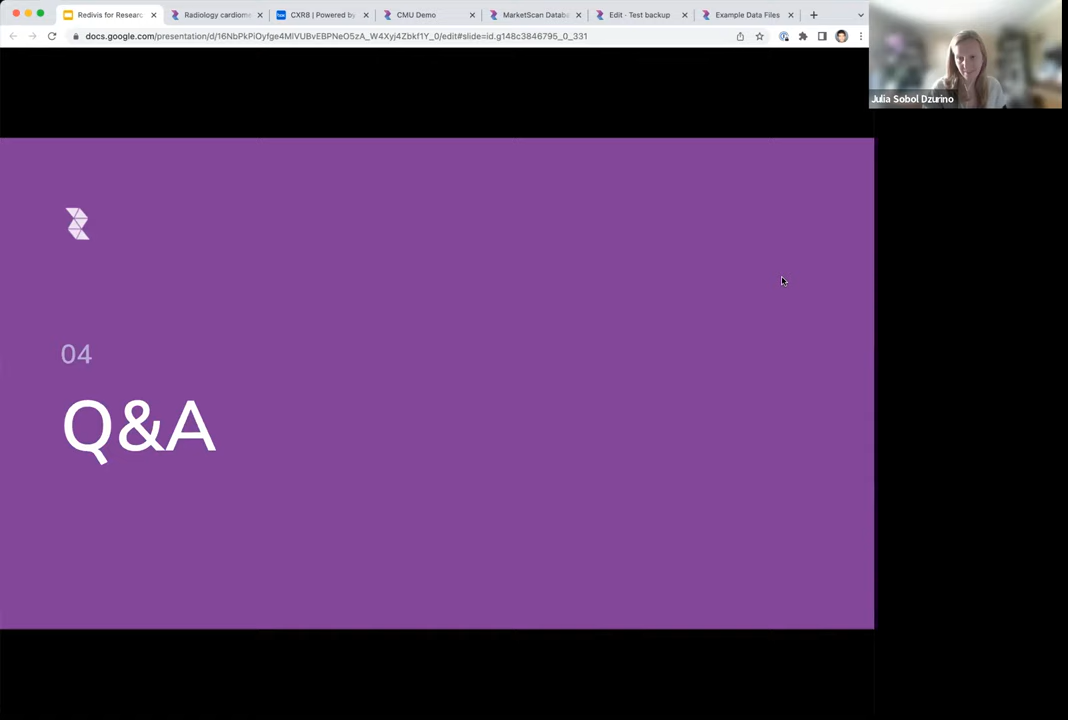 Redivis for Researc
Radiology cardiom
CXR8 | Powered by
CMU Demo
MarketScan Databa
Edit · Test backup
Example Data Files
docs.google.com/presentation/d/16NbPkPiOyfge4MlVUBvEBPNeO5zA_W4Xyj4Zbkf1Y_0/edit#slide=id.g148c3846795_0_331
Julia Sobol Dzurino
04
Q&A